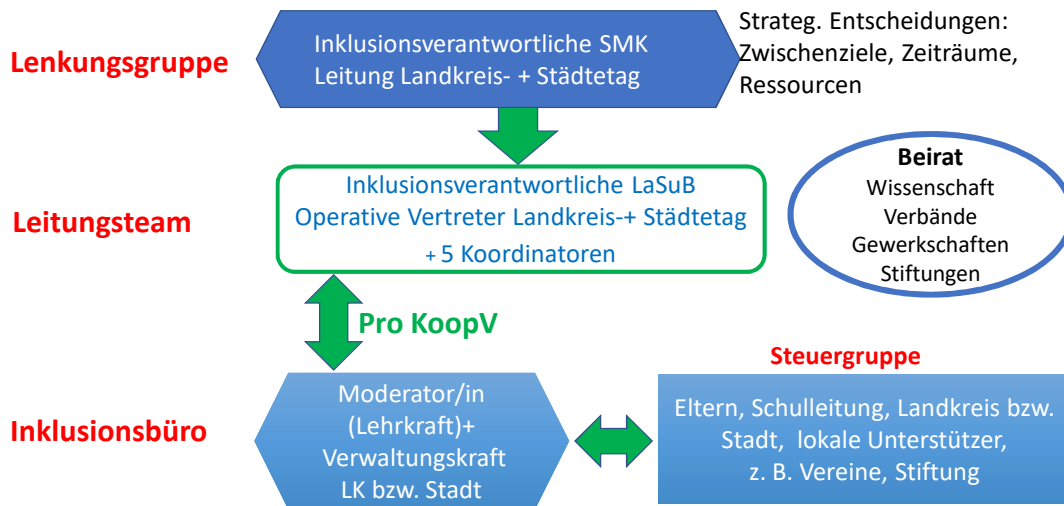 Lenkungsgruppe
Inklusionsverantwortliche SMK
Leitung Landkreis- + Städtetag
Strateg. Entscheidungen:
Zwischenziele, Zeiträume,
Ressourcen
Leitungsteam
Inklusionsverantwortliche LaSuB
Operative Vertreter Landkreis-+ Städtetag
+ 5 Koordinatoren
Beirat
Wissenschaft
Verbände
Gewerkschaften
Stiftungen
Pro KoopV
Inklusionsbüro
Moderator/in
(Lehrkraft)+
Verwaltungskraft
LK bzw. Stadt
Steuergruppe
Eltern, Schulleitung, Landkreis bzw.
Stadt, lokale Unterstützer,
z. B. Vereine, Stiftung